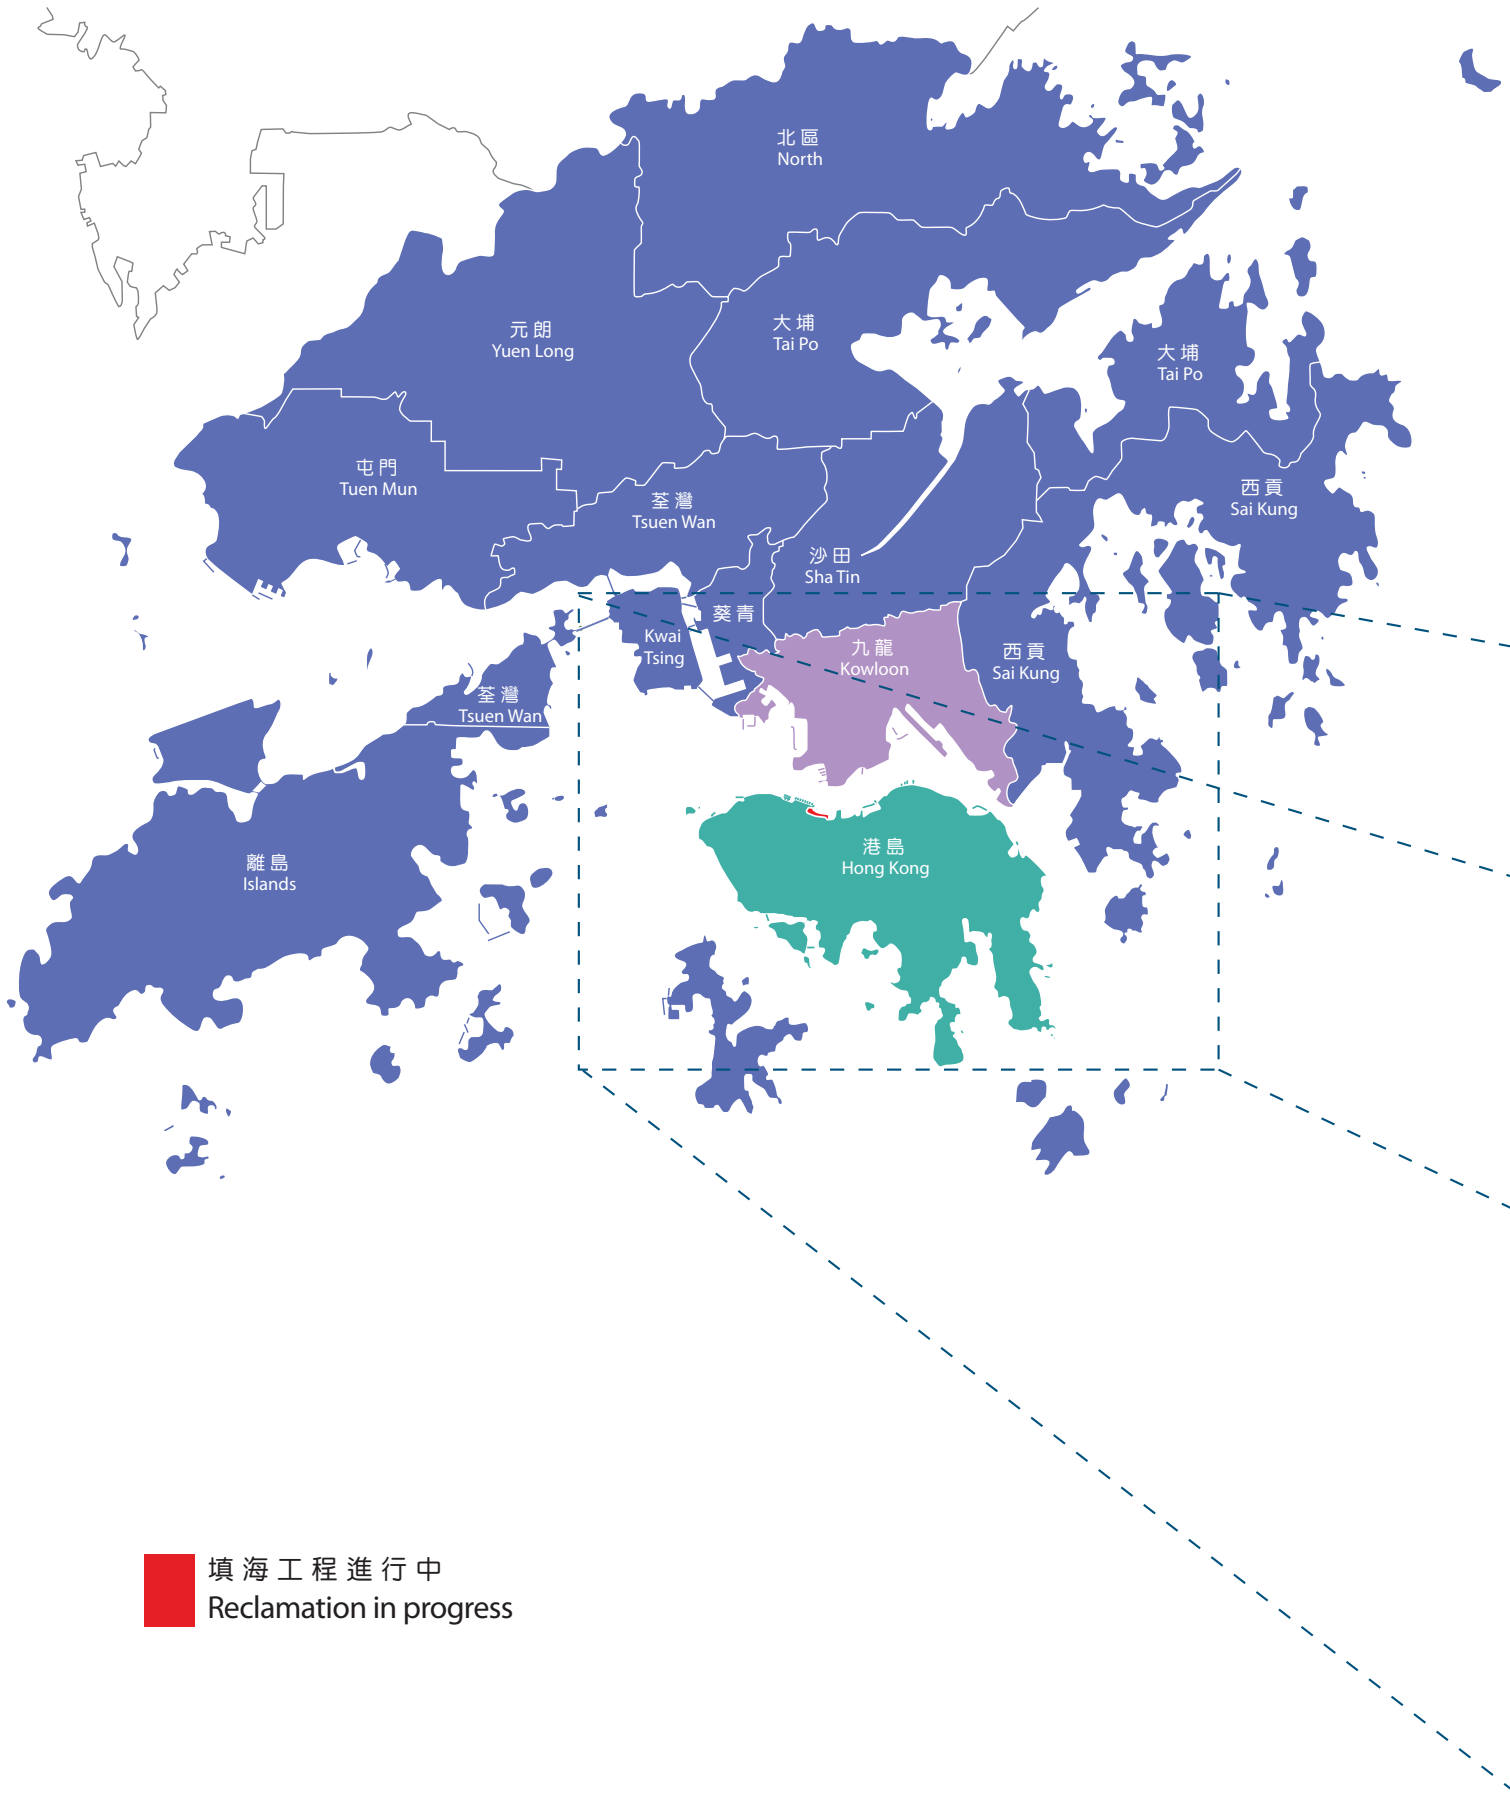 北區
North
元朗
Yuen Long
大埔
Tai Po
大埔
Tai Po
屯門
Tuen Mun
荃灣
Tsuen Wan
西貢
Sai Kung
沙田
Sha Tin
葵青
Kwai
Tsing
九龍
Kowloon
西貢
Sai Kung
荃灣
Tsuen Wan
離島
Islands
港島
Hong Kong
填海工程進行中
Reclamation in progress